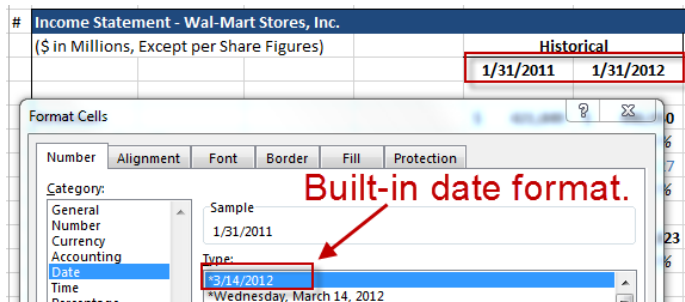 # Income Statement - Wal-Mart Stores, Inc.
($ in Millions, Except per Share Figures) Historical
1/31/2011 1/31/2012
Format Cells
Number Alignment Font Border Fill Protection
Built-in date format.
Category:
General
Number
Currency
Accounting
Date
Time
Sample
1/31/2011
Type:
*3/14/2012
*Wednesday, March 14, 2012
23